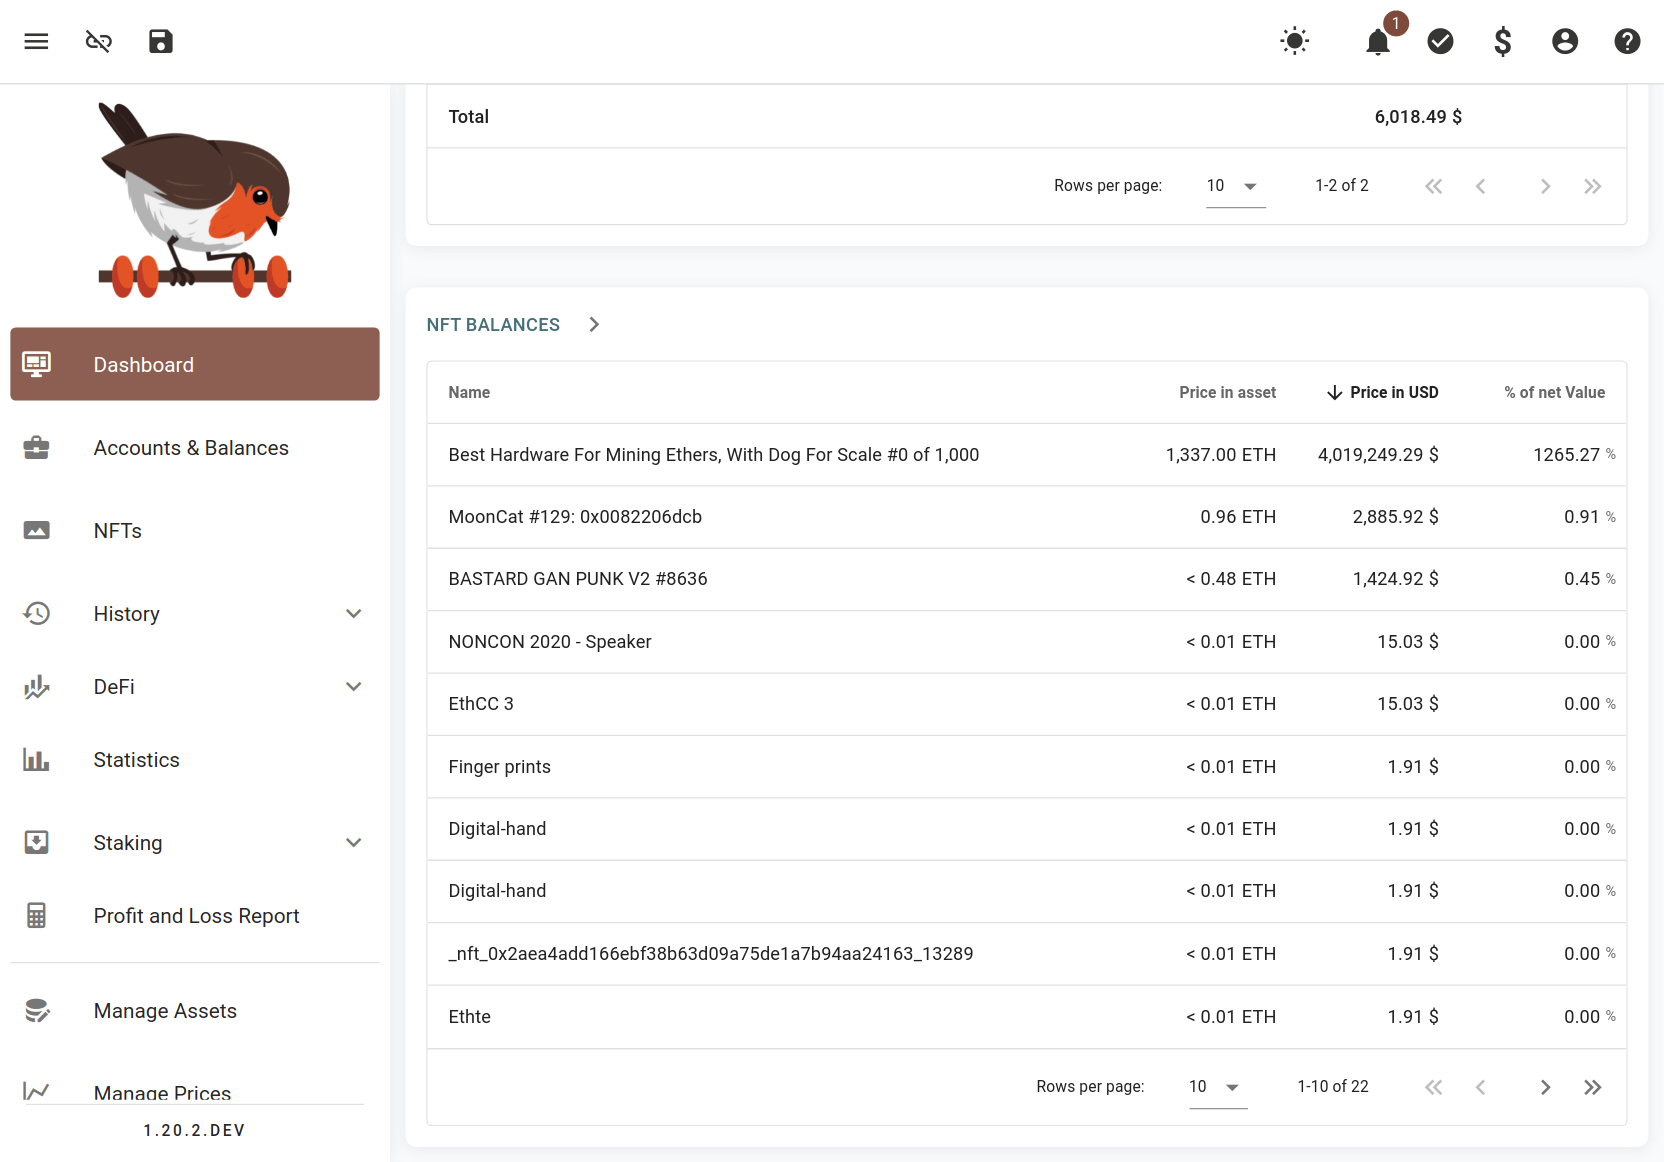 1
Total 6,018.49 $
Rows per page: 10 1-2 of 2
NFT BALANCES
Name Price in asset Price in USD % of net Value
Best Hardware For Mining Ethers, With Dog For Scale #0 of 1,000 1,337.00 ETH 4,019,249.29 $ 1265.27 %
MoonCat #129: 0x0082206dcb 0.96 ETH 2,885.92 $ 0.91 %
BASTARD GAN PUNK V2 #8636 < 0.48 ETH 1,424.92 $ 0.45 %
NONCON 2020 - Speaker < 0.01 ETH 15.03 $ 0.00 %
EthCC 3 < 0.01 ETH 15.03 $ 0.00 %
Finger prints < 0.01 ETH 1.91 $ 0.00 %
Digital-hand < 0.01 ETH 1.91 $ 0.00 %
Digital-hand < 0.01 ETH 1.91 $ 0.00 %
_nft_0x2aea4add166ebf38b63d09a75de1a7b94aa24163_13289 < 0.01 ETH 1.91 $ 0.00 %
Ethte < 0.01 ETH 1.91 $ 0.00 %
Rows per page: 10 1-10 of 22
Dashboard
Accounts & Balances
NFTs
History
DeFi
Statistics
Staking
Profit and Loss Report
Manage Assets
Manage Prices
1.20.2.DEV